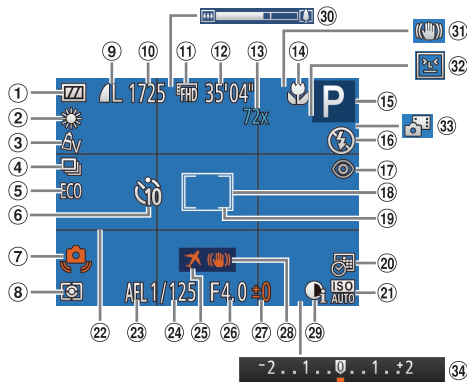 ㉚
⑨ ⑩ ⑪ ⑫ ⑬ ⑭ ㉛
① L 1725 FHD 35'04" P ⑮ ㉜
② 72x ㉝
③ AV ⑯
④ ⑰
⑤ ECO
⑥ 10 ⑱
⑲
⑦ ⑳
⑧ AFL 1/125 F4.0 ±0 i ISO AUTO ㉑
㉒ ㉓ ㉔ ㉕ ㉖ ㉗ ㉘ ㉙
-2..1..0..1..+2 ㉞